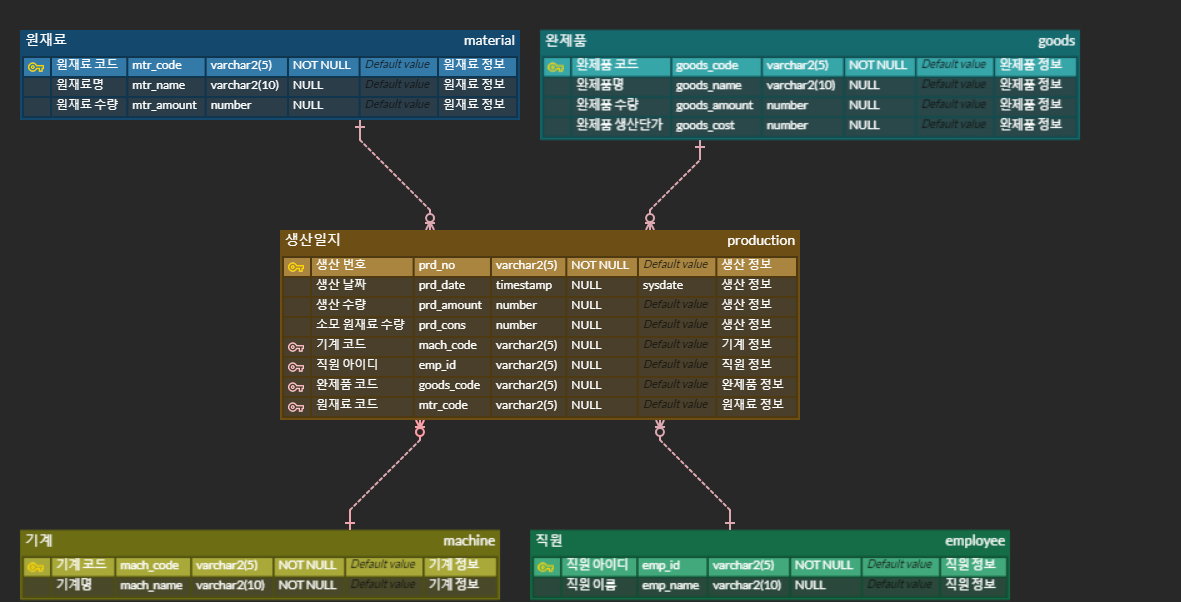 원재료 material
원재료 코드 mtr_code varchar2(5) NOT NULL Default value 원재료 정보
원재료명 mtr_name varchar2(10) NULL Default value 원재료 정보
원재료 수량 mtr_amount number NULL Default value 원재료 정보
완제품 goods
완제품 코드 goods_code varchar2(5) NOT NULL Default value 완제품 정보
완제품명 goods_name varchar2(10) NULL Default value 완제품 정보
완제품 수량 goods_amount number NULL Default value 완제품 정보
완제품 생산단가 goods_cost number NULL Default value 완제품 정보
생산일지 production
생산 번호 prd_no varchar2(5) NOT NULL Default value 생산 정보
생산 날짜 prd_date timestamp NULL sysdate 생산 정보
생산 수량 prd_amount number NULL Default value 생산 정보
소모 원재료 수량 prd_cons number NULL Default value 생산 정보
기계 코드 mach_code varchar2(5) NULL Default value 기계 정보
직원 아이디 emp_id varchar2(5) NULL Default value 직원 정보
완제품 코드 goods_code varchar2(5) NULL Default value 완제품 정보
원재료 코드 mtr_code varchar2(5) NULL Default value 원재료 정보
기계 machine
기계 코드 mach_code varchar2(5) NOT NULL Default value 기계 정보
기계명 mach_name varchar2(10) NOT NULL Default value 기계 정보
직원 employee
직원 아이디 emp_id varchar2(5) NOT NULL Default value 직원 정보
직원 이름 emp_name varchar2(10) NULL Default value 직원 정보